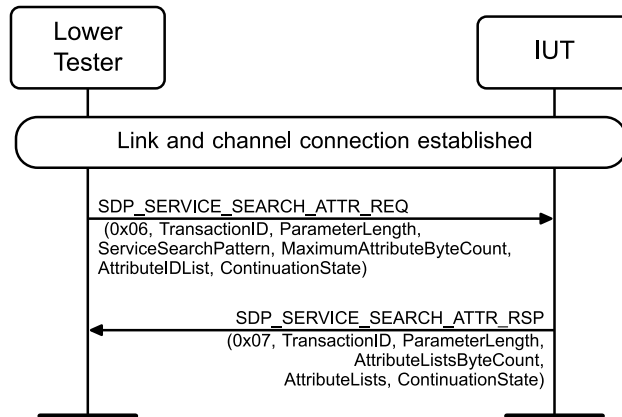 Lower
Tester
IUT
Link and channel connection established
SDP_SERVICE_SEARCH_ATTR_REQ
(0x06, TransactionID, ParameterLength,
ServiceSearchPattern, MaximumAttributeByteCount,
AttributeIDList, ContinuationState)
SDP_SERVICE_SEARCH_ATTR_RSP
(0x07, TransactionID, ParameterLength,
AttributeListsByteCount,
AttributeLists, ContinuationState)